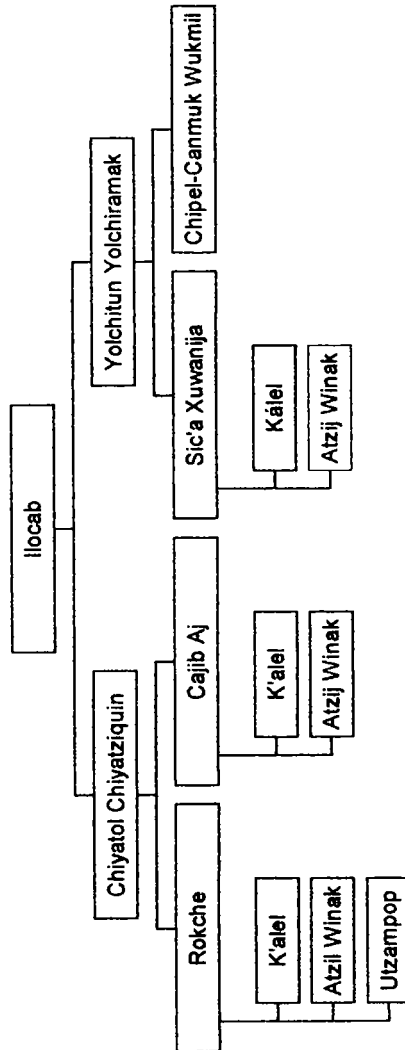 Ilocab
Chiyatol Chiyatziquin
Yolchitun Yolchiramak
Rokche
Cajib Aj
Sic'a Xuwanija
Chipel-Canmuk Wukmil
K'alel
Atzil Winak
Utzampop
K'alel
Atzij Winak
Kálel
Atzij Winak